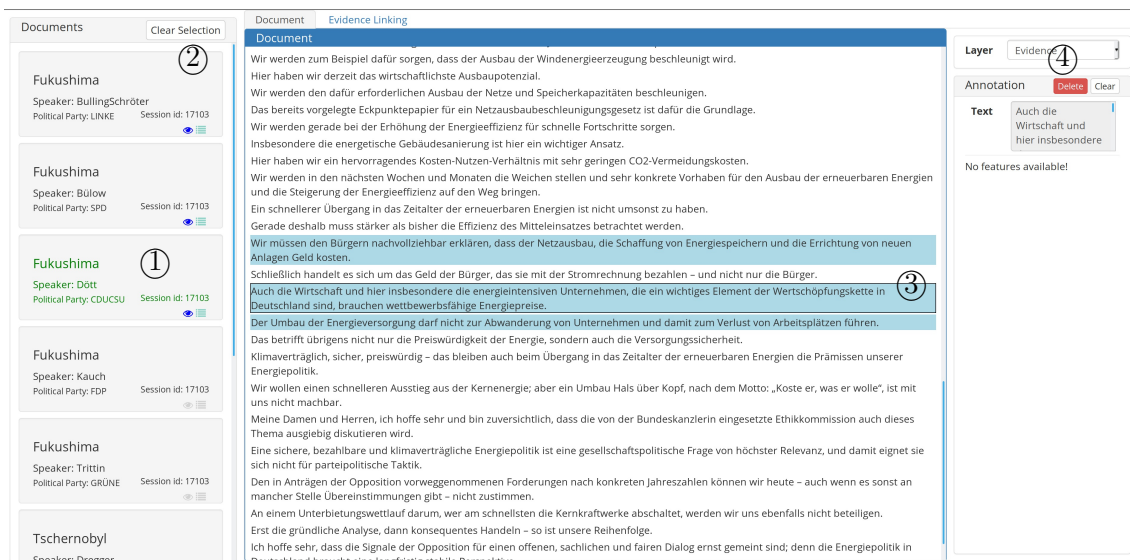 Documents
Clear Selection
②
Fukushima
Speaker: BullingSchröter
Political Party: LINKE Session id: 17103
Fukushima
Speaker: Bülow
Political Party: SPD Session id: 17103
Fukushima
①
Speaker: Dött
Political Party: CDUCSU Session id: 17103
Fukushima
Speaker: Kauch
Political Party: FDP Session id: 17103
Fukushima
Speaker: Trittin
Political Party: GRÜNE Session id: 17103
Tschernobyl
Document Evidence Linking
Document
Wir werden zum Beispiel dafür sorgen, dass der Ausbau der Windenergieerzeugung beschleunigt wird.
Hier haben wir derzeit das wirtschaftlichste Ausbaupotenzial.
Wir werden den dafür erforderlichen Ausbau der Netze und Speicherkapazitäten beschleunigen.
Das bereits vorgelegte Eckpunktepapier für ein Netzausbaubeschleunigungsgesetz ist dafür die Grundlage.
Wir werden gerade bei der Erhöhung der Energieeffizienz für schnelle Fortschritte sorgen.
Insbesondere die energetische Gebäudesanierung ist hier ein wichtiger Ansatz.
Hier haben wir ein hervorragendes Kosten-Nutzen-Verhältnis mit sehr geringen CO2-Vermeidungskosten.
Wir werden in den nächsten Wochen und Monaten die Weichen stellen und sehr konkrete Vorhaben für den Ausbau der erneuerbaren Energien
und die Steigerung der Energieeffizienz auf den Weg bringen.
Ein schnellerer Übergang in das Zeitalter der erneuerbaren Energien ist nicht umsonst zu haben.
Gerade deshalb muss stärker als bisher die Effizienz des Mitteleinsatzes betrachtet werden.
Wir müssen den Bürgern nachvollziehbar erklären, dass der Netzausbau, die Schaffung von Energiespeichern und die Errichtung von neuen
Anlagen Geld kosten.
Schließlich handelt es sich um das Geld der Bürger, das sie mit der Stromrechnung bezahlen – und nicht nur die Bürger.
Auch die Wirtschaft und hier insbesondere die energieintensiven Unternehmen, die ein wichtiges Element der Wertschöpfungskette in
Deutschland sind, brauchen wettbewerbsfähige Energiepreise.
③
Der Umbau der Energieversorgung darf nicht zur Abwanderung von Unternehmen und damit zum Verlust von Arbeitsplätzen führen.
Das betrifft übrigens nicht nur die Preiswürdigkeit der Energie, sondern auch die Versorgungssicherheit.
Klimaverträglich, sicher, preiswürdig – das bleiben auch beim Übergang in das Zeitalter der erneuerbaren Energien die Prämissen unserer
Energiepolitik.
Wir wollen einen schnelleren Ausstieg aus der Kernenergie; aber ein Umbau Hals über Kopf, nach dem Motto: „Koste er, was er wolle“, ist mit
uns nicht machbar.
Meine Damen und Herren, ich hoffe sehr und bin zuversichtlich, dass die von der Bundeskanzlerin eingesetzte Ethikkommission auch dieses
Thema ausgiebig diskutieren wird.
Eine sichere, bezahlbare und klimaverträgliche Energiepolitik ist eine gesellschaftspolitische Frage von höchster Relevanz, und damit eignet sie
sich nicht für parteipolitische Taktik.
Den in Anträgen der Opposition vorweggenommenen Forderungen nach konkreten Jahreszahlen können wir heute – auch wenn es sonst an
mancher Stelle Übereinstimmungen gibt – nicht zustimmen.
An einem Unterbietungswettlauf darum, wer am schnellsten die Kernkraftwerke abschaltet, werden wir uns ebenfalls nicht beteiligen.
Erst die gründliche Analyse, dann konsequentes Handeln – so ist unsere Reihenfolge.
Ich hoffe sehr, dass die Signale der Opposition für einen offenen, sachlichen und fairen Dialog ernst gemeint sind; denn die Energiepolitik in
Layer Evidence
④
Annotation Delete Clear
Text Auch die
Wirtschaft und
hier insbesondere
No features available!